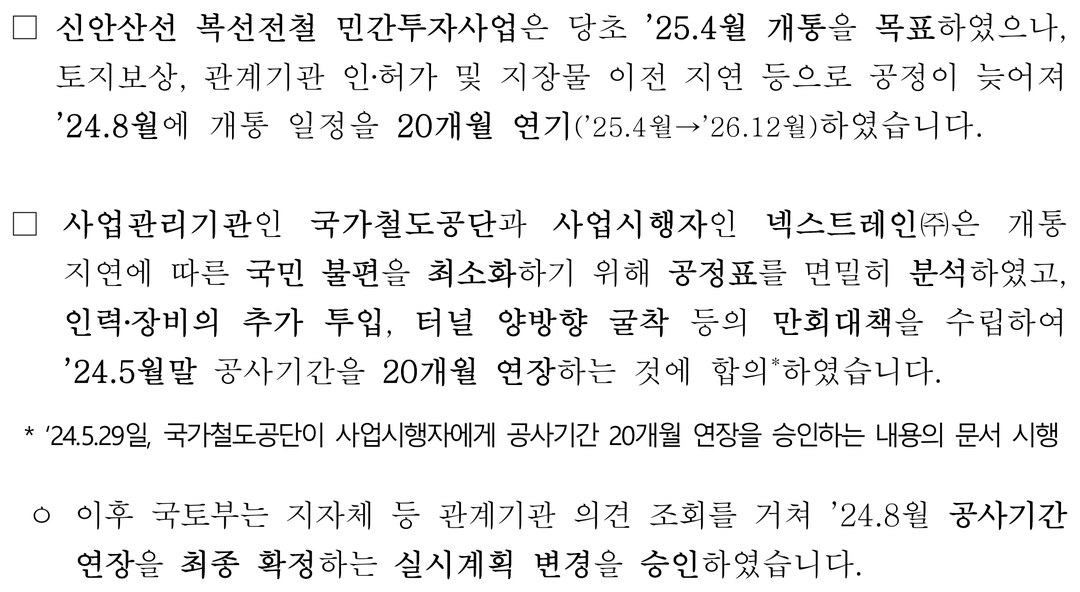 □ 신안산선 복선전철 민간투자사업은 당초 ’25.4월 개통을 목표하였으나,
토지보상, 관계기관 인·허가 및 지장물 이전 지연 등으로 공정이 늦어져
’24.8월에 개통 일정을 20개월 연기(’25.4월→’26.12월)하였습니다.
□ 사업관리기관인 국가철도공단과 사업시행자인 넥스트레인㈜은 개통
지연에 따른 국민 불편을 최소화하기 위해 공정표를 면밀히 분석하였고,
인력·장비의 추가 투입, 터널 양방향 굴착 등의 만회대책을 수립하여
’24.5월말 공사기간을 20개월 연장하는 것에 합의*하였습니다.
* ‘24.5.29일, 국가철도공단이 사업시행자에게 공사기간 20개월 연장을 승인하는 내용의 문서 시행
ㅇ 이후 국토부는 지자체 등 관계기관 의견 조회를 거쳐 ’24.8월 공사기간
연장을 최종 확정하는 실시계획 변경을 승인하였습니다.